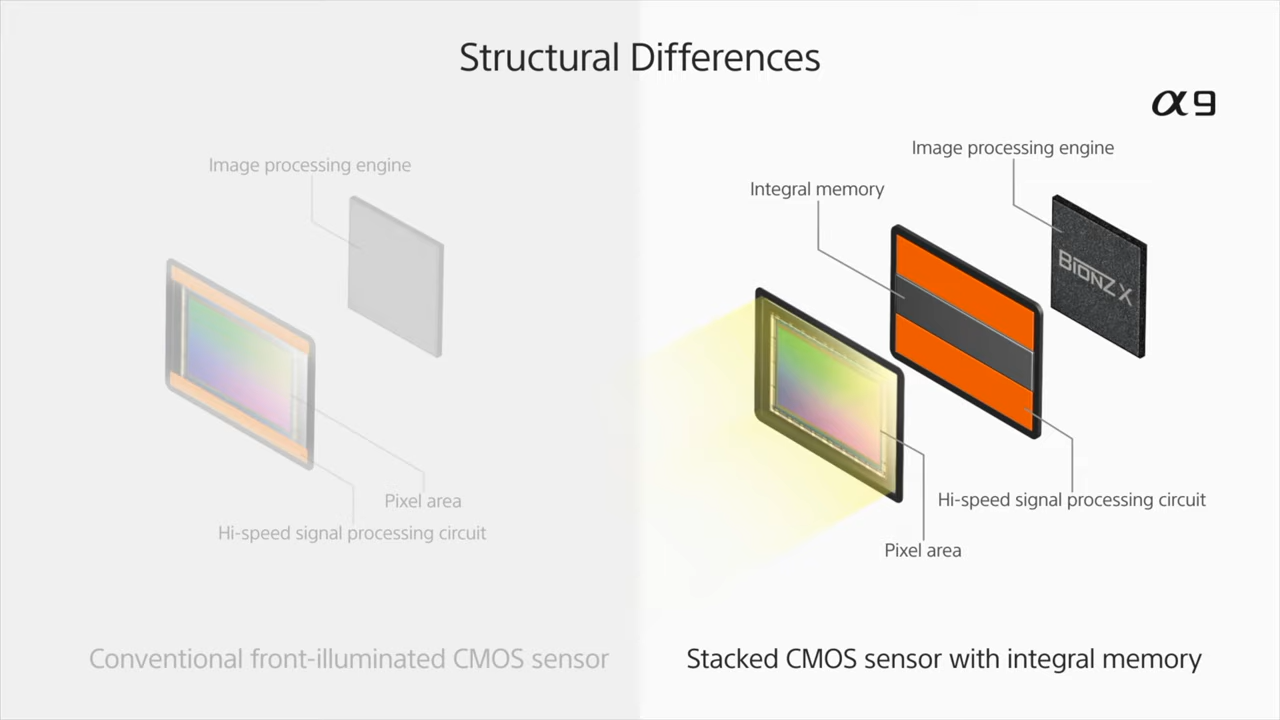 Structural Differences
α9
Image processing engine
Pixel area
Hi-speed signal processing circuit
Conventional front-illuminated CMOS sensor
Image processing engine
Integral memory
BIONZ X
Hi-speed signal processing circuit
Pixel area
Stacked CMOS sensor with integral memory